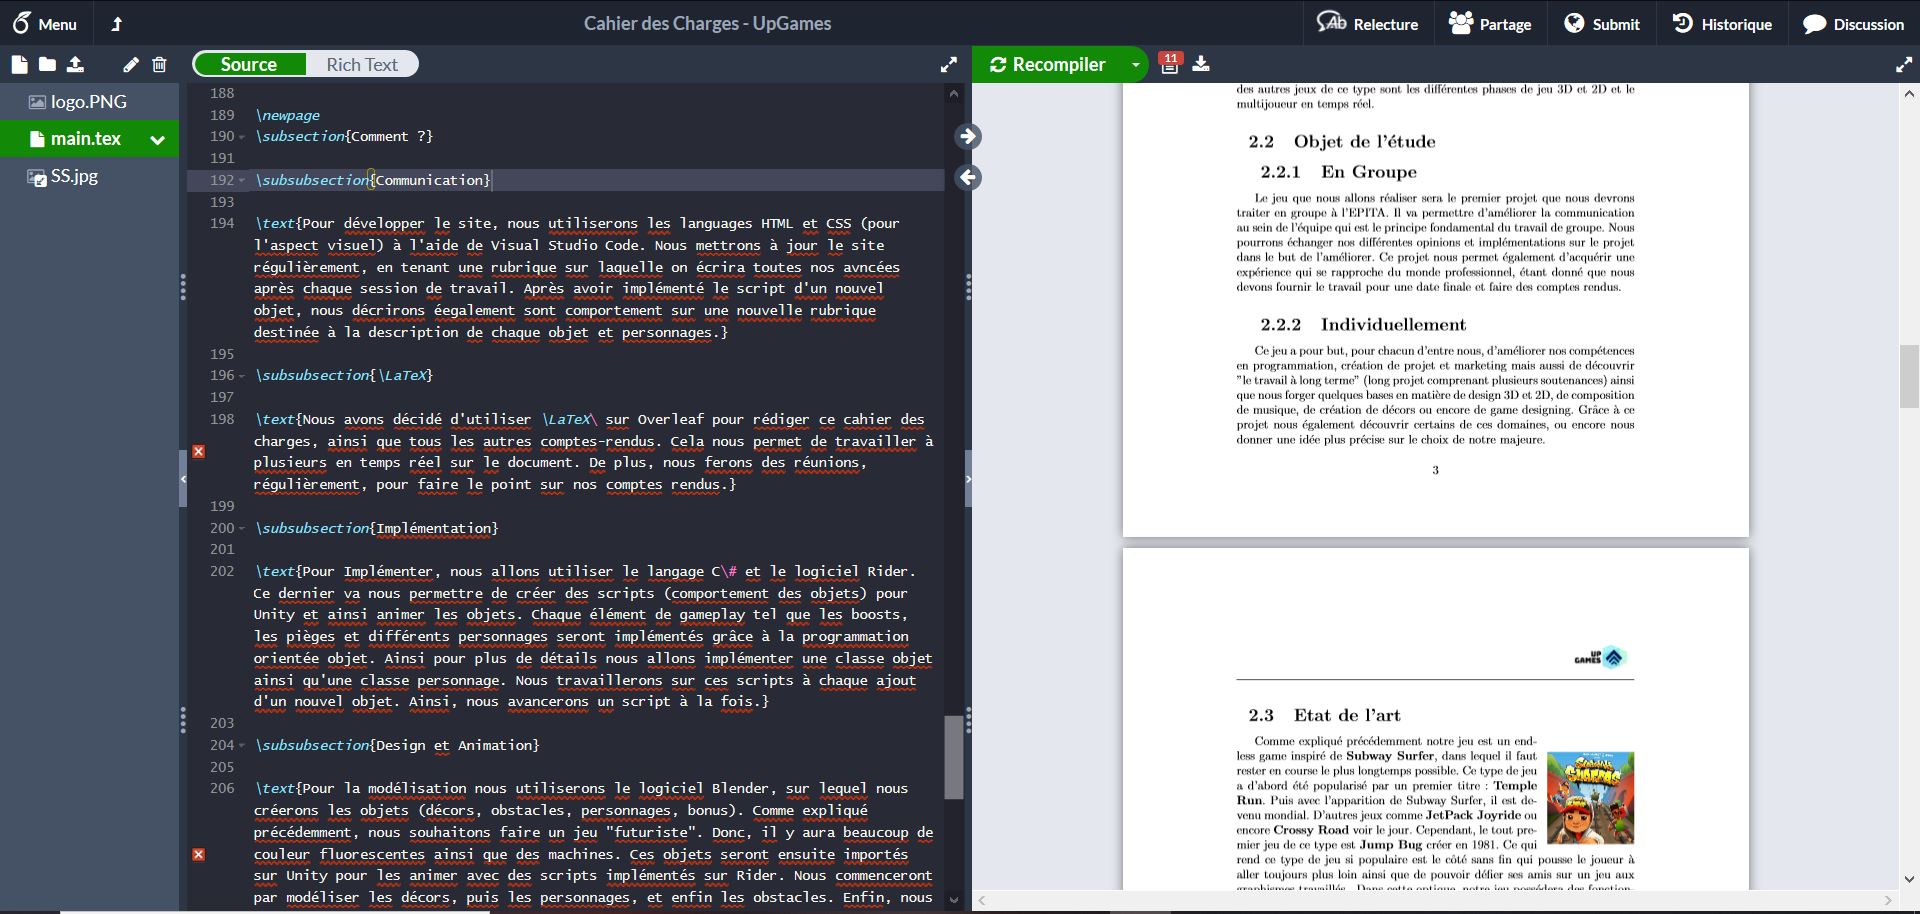 Menu
Cahier des Charges - UpGames
Relecture
Partage
Submit
Historique
Discussion
Source
Rich Text
Recompiler
11
logo.PNG
main.tex
SS.jpg
188
189 \newpage
190 \subsection{Comment ?}
191
192 \subsubsection{Communication}
193
194 \text{Pour développer le site, nous utiliserons les languages HTML et CSS (pour
l'aspect visuel) à l'aide de Visual Studio Code. Nous mettrons à jour le site
régulièrement, en tenant une rubrique sur laquelle on écrira toutes nos avncées
après chaque session de travail. Après avoir implémenté le script d'un nouvel
objet, nous décrirons éegalement sont comportement sur une nouvelle rubrique
destinée à la description de chaque objet et personnages.}
195
196 \subsubsection{\LaTeX}
197
198 \text{Nous avons décidé d'utiliser \LaTeX\ sur Overleaf pour rédiger ce cahier des
charges, ainsi que tous les autres comptes-rendus. Cela nous permet de travailler à
plusieurs en temps réel sur le document. De plus, nous ferons des réunions,
régulièrement, pour faire le point sur nos comptes rendus.}
199
200 \subsubsection{Implémentation}
201
202 \text{Pour Implémenter, nous allons utiliser le langage C\# et le logiciel Rider.
Ce dernier va nous permettre de créer des scripts (comportement des objets) pour
Unity et ainsi animer les objets. Chaque élément de gameplay tel que les boosts,
les pièges et différents personnages seront implémentés grâce à la programmation
orientée objet. Ainsi pour plus de détails nous allons implémenter une classe objet
ainsi qu'une classe personnage. Nous travaillerons sur ces scripts à chaque ajout
d'un nouvel objet. Ainsi, nous avancerons un script à la fois.}
203
204 \subsubsection{Design et Animation}
205
206 \text{Pour la modélisation nous utiliserons le logiciel Blender, sur lequel nous
créerons les objets (décors, obstacles, personnages, bonus). Comme expliqué
précédemment, nous souhaitons faire un jeu "futuriste". Donc, il y aura beaucoup de
couleur fluorescentes ainsi que des machines. Ces objets seront ensuite importés
sur Unity pour les animer avec des scripts implémentés sur Rider. Nous commenceront
par modéliser les décors, puis les personnages, et enfin les obstacles. Enfin, nous
des autres jeux de ce type sont les différentes phases de jeu 3D et 2D et le
multijoueur en temps réel.
2.2 Objet de l'étude
2.2.1 En Groupe
Le jeu que nous allons réaliser sera le premier projet que nous devrons
traiter en groupe à l'EPITA. Il va permettre d'améliorer la communication
au sein de l'équipe qui est le principe fondamental du travail de groupe. Nous
pourrons échanger nos différentes opinions et implémentations sur le projet
dans le but de l'améliorer. Ce projet nous permet également d'acquérir une
expérience qui se rapproche du monde professionnel, étant donné que nous
devons fournir le travail pour une date finale et faire des comptes rendus.
2.2.2 Individuellement
Ce jeu a pour but, pour chacun d'entre nous, d'améliorer nos compétences
en programmation, création de projet et marketing mais aussi de découvrir
"le travail à long terme" (long projet comprenant plusieurs soutenances) ainsi
que nous forger quelques bases en matière de design 3D et 2D, de composition
de musique, de création de décors ou encore de game designing. Grâce à ce
projet nous également découvrir certains de ces domaines, ou encore nous
donner une idée plus précise sur le choix de notre majeure.
3
UP
GAMES
2.3 Etat de l'art
Comme expliqué précédemment notre jeu est un end-
less game inspiré de Subway Surfer, dans lequel il faut
rester en course le plus longtemps possible. Ce type de jeu
a d'abord été popularisé par un premier titre : Temple
Run. Puis avec l'apparition de Subway Surfer, il est de-
venu mondial. D'autres jeux comme JetPack Joyride ou
encore Crossy Road voir le jour. Cependant, le tout pre-
mier jeu de ce type est Jump Bug créer en 1981. Ce qui
rend ce type de jeu si populaire est le côté sans fin qui pousse le joueur à
aller toujours plus loin ainsi que de pouvoir défier ses amis sur un jeu aux
graphismes travaillés. Dans cette optique, notre jeu possédera des fonction-
SUBWAY
SURFERS